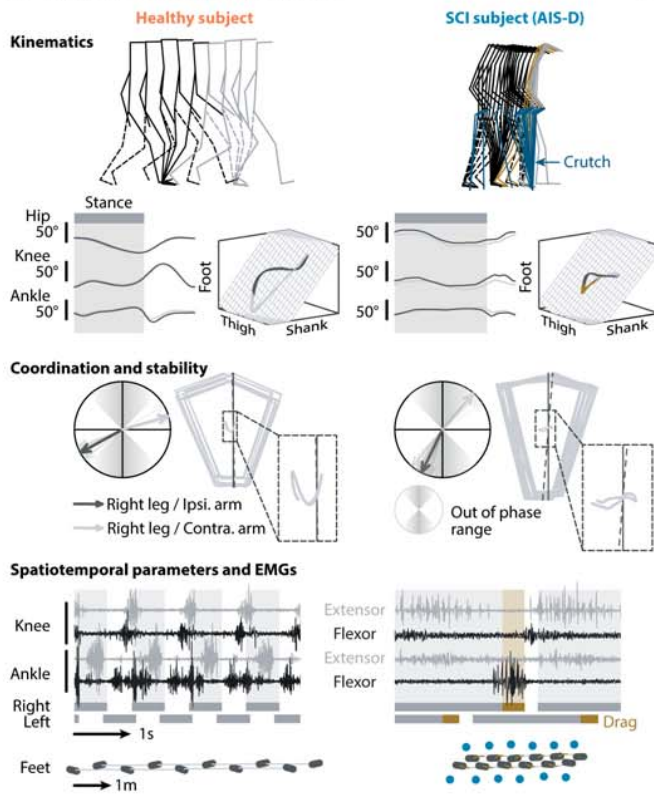 Healthy subject
SCI subject (AIS-D)
Kinematics
Crutch
Stance
Hip
50°
Knee
50°
Ankle
50°
Foot
Thigh
Shank
50°
50°
50°
Foot
Thigh
Shank
Coordination and stability
Right leg / Ipsi. arm
Right leg / Contra. arm
Out of phase
range
Spatiotemporal parameters and EMGs
Knee
Ankle
Extensor
Flexor
Extensor
Flexor
Right
Left
1s
Drag
Feet
1m